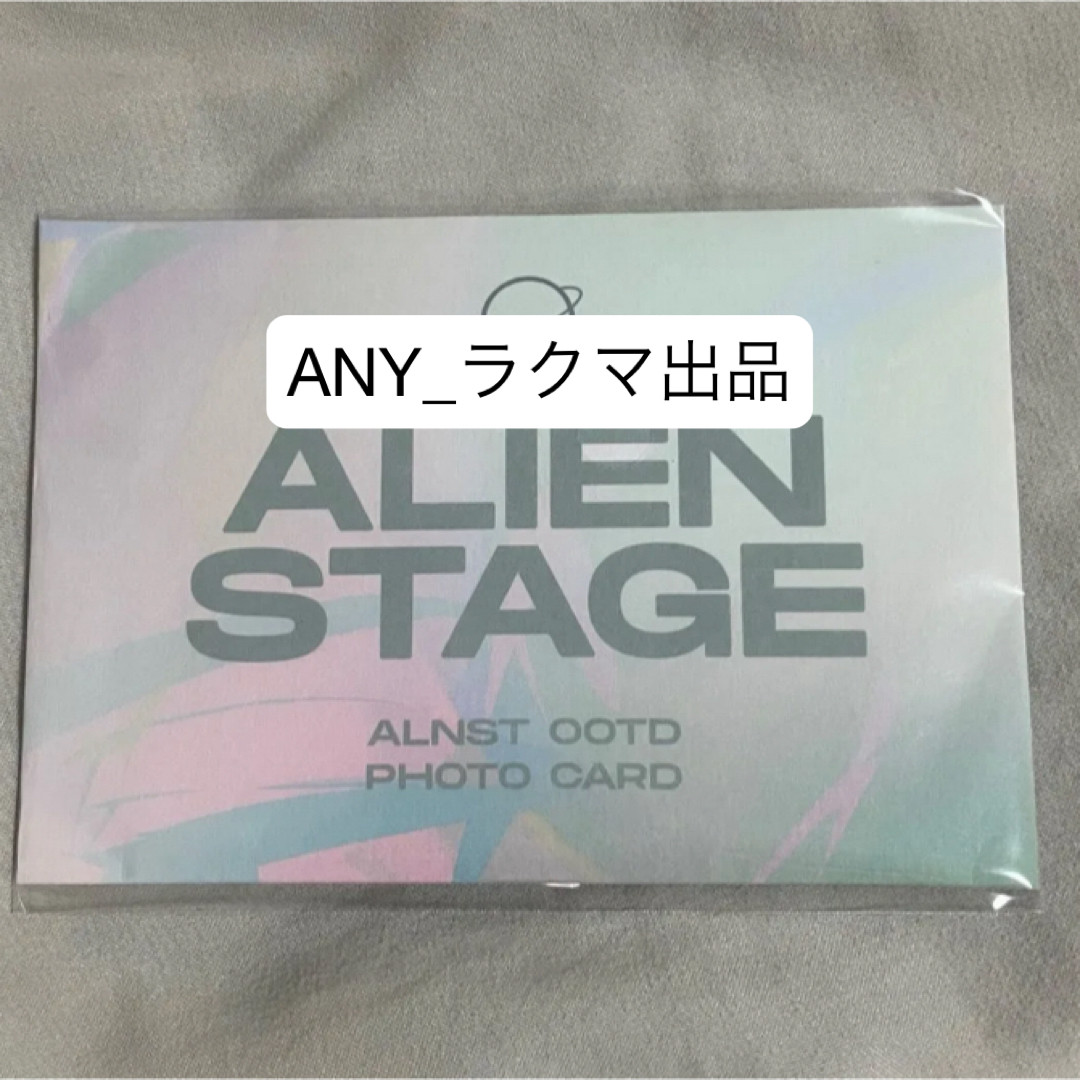 ANY_ラクマ出品
ALIEN
STAGE
ALNST OOTD
PHOTO CARD